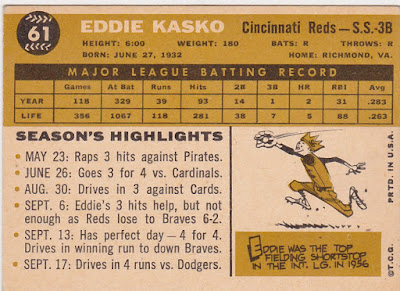 61
EDDIE KASKO
Cincinnati Reds—S.S.-3B
HEIGHT: 6:00 WEIGHT: 180 BATS: R THROWS: R
BORN: JUNE 27, 1932 HOME: RICHMOND, VA.
MAJOR LEAGUE BATTING RECORD
Games At Bat Runs Hits 2B 3B HR RBI Avg.
YEAR 118 329 39 93 14 1 2 31 .283
LIFE 356 1067 118 281 38 7 5 88 .263
SEASON'S HIGHLIGHTS
• MAY 23: Raps 3 hits against Pirates.
• JUNE 26: Goes 3 for 4 vs. Cardinals.
• AUG. 30: Drives in 3 against Cards.
• SEPT. 6: Eddie's 3 hits help, but not
enough as Reds lose to Braves 6-2.
• SEPT. 13: Has perfect day — 4 for 4.
Drives in winning run to down Braves.
• SEPT. 17: Drives in 4 runs vs. Dodgers.
EDDIE WAS THE TOP
FIELDING SHORTSTOP
IN THE INT. LG. IN 1956
©T.C.G. PRTD. IN U.S.A.